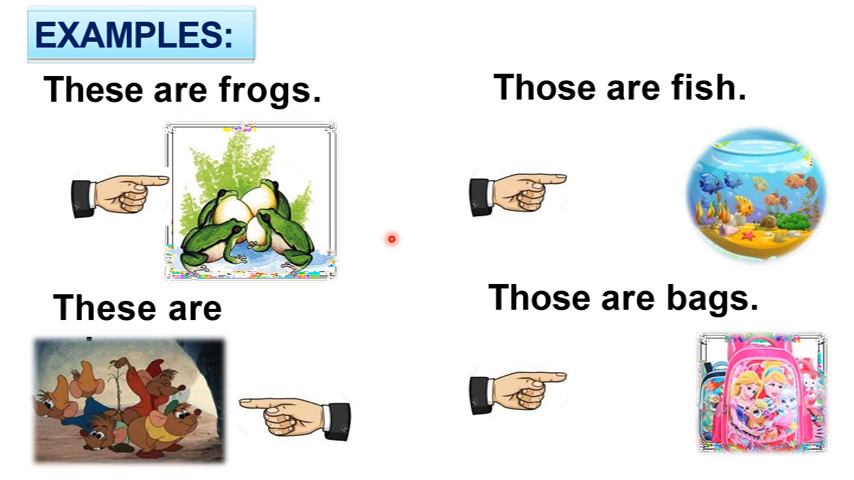 EXAMPLES:
These are frogs.
Those are fish.
These are
Those are bags.